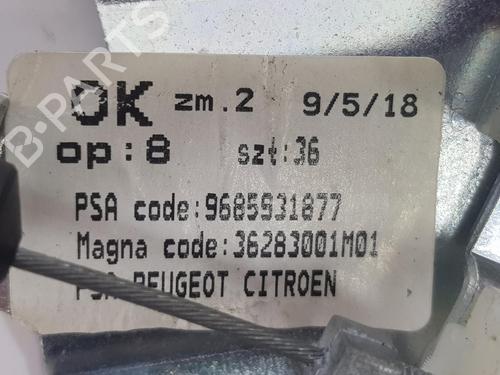 OK zm.2 9/5/18
op:8 szt:36
PSA code:9685931877
Magna code:36283001M01
PSA PEUGEOT CITROEN
B-PARTS